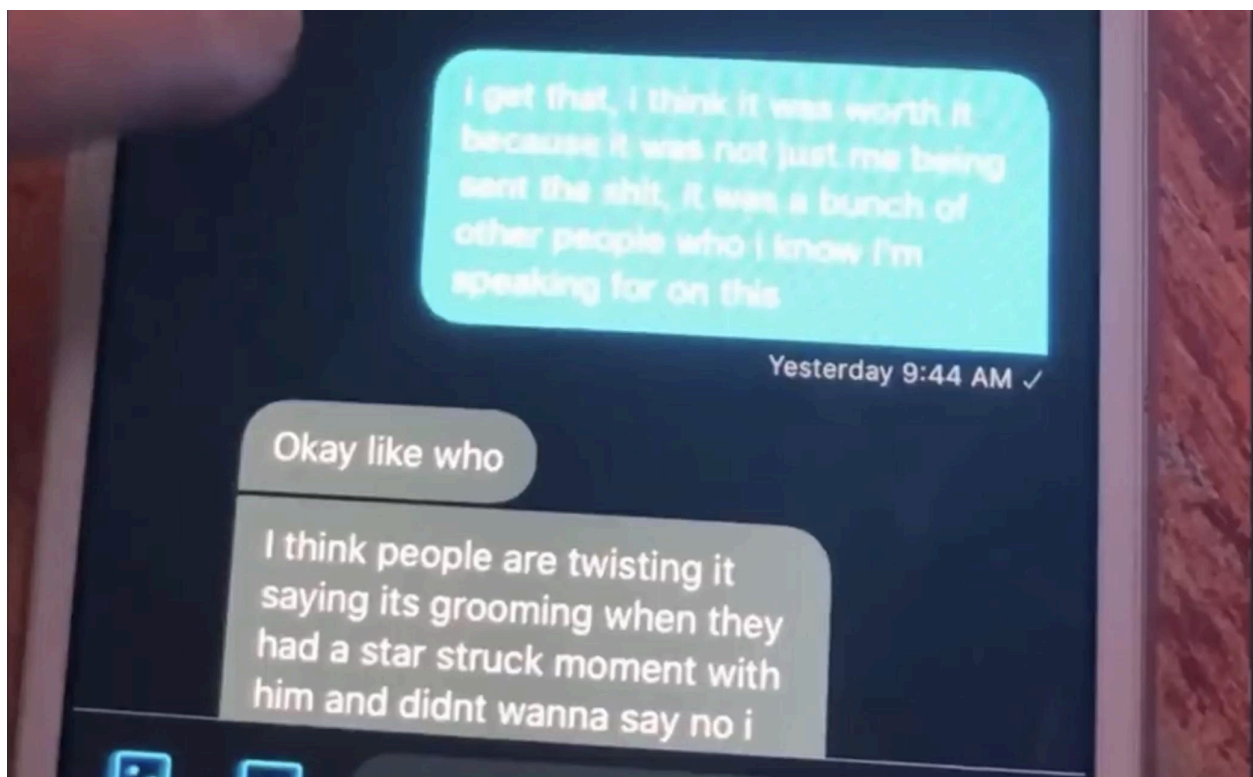 i get that, i think it was worth it
because it was not just me being
sent the shit, it was a bunch of
other people who i know I'm
speaking for on this
Yesterday 9:44 AM ✓
Okay like who
I think people are twisting it
saying its grooming when they
had a star struck moment with
him and didnt wanna say no i